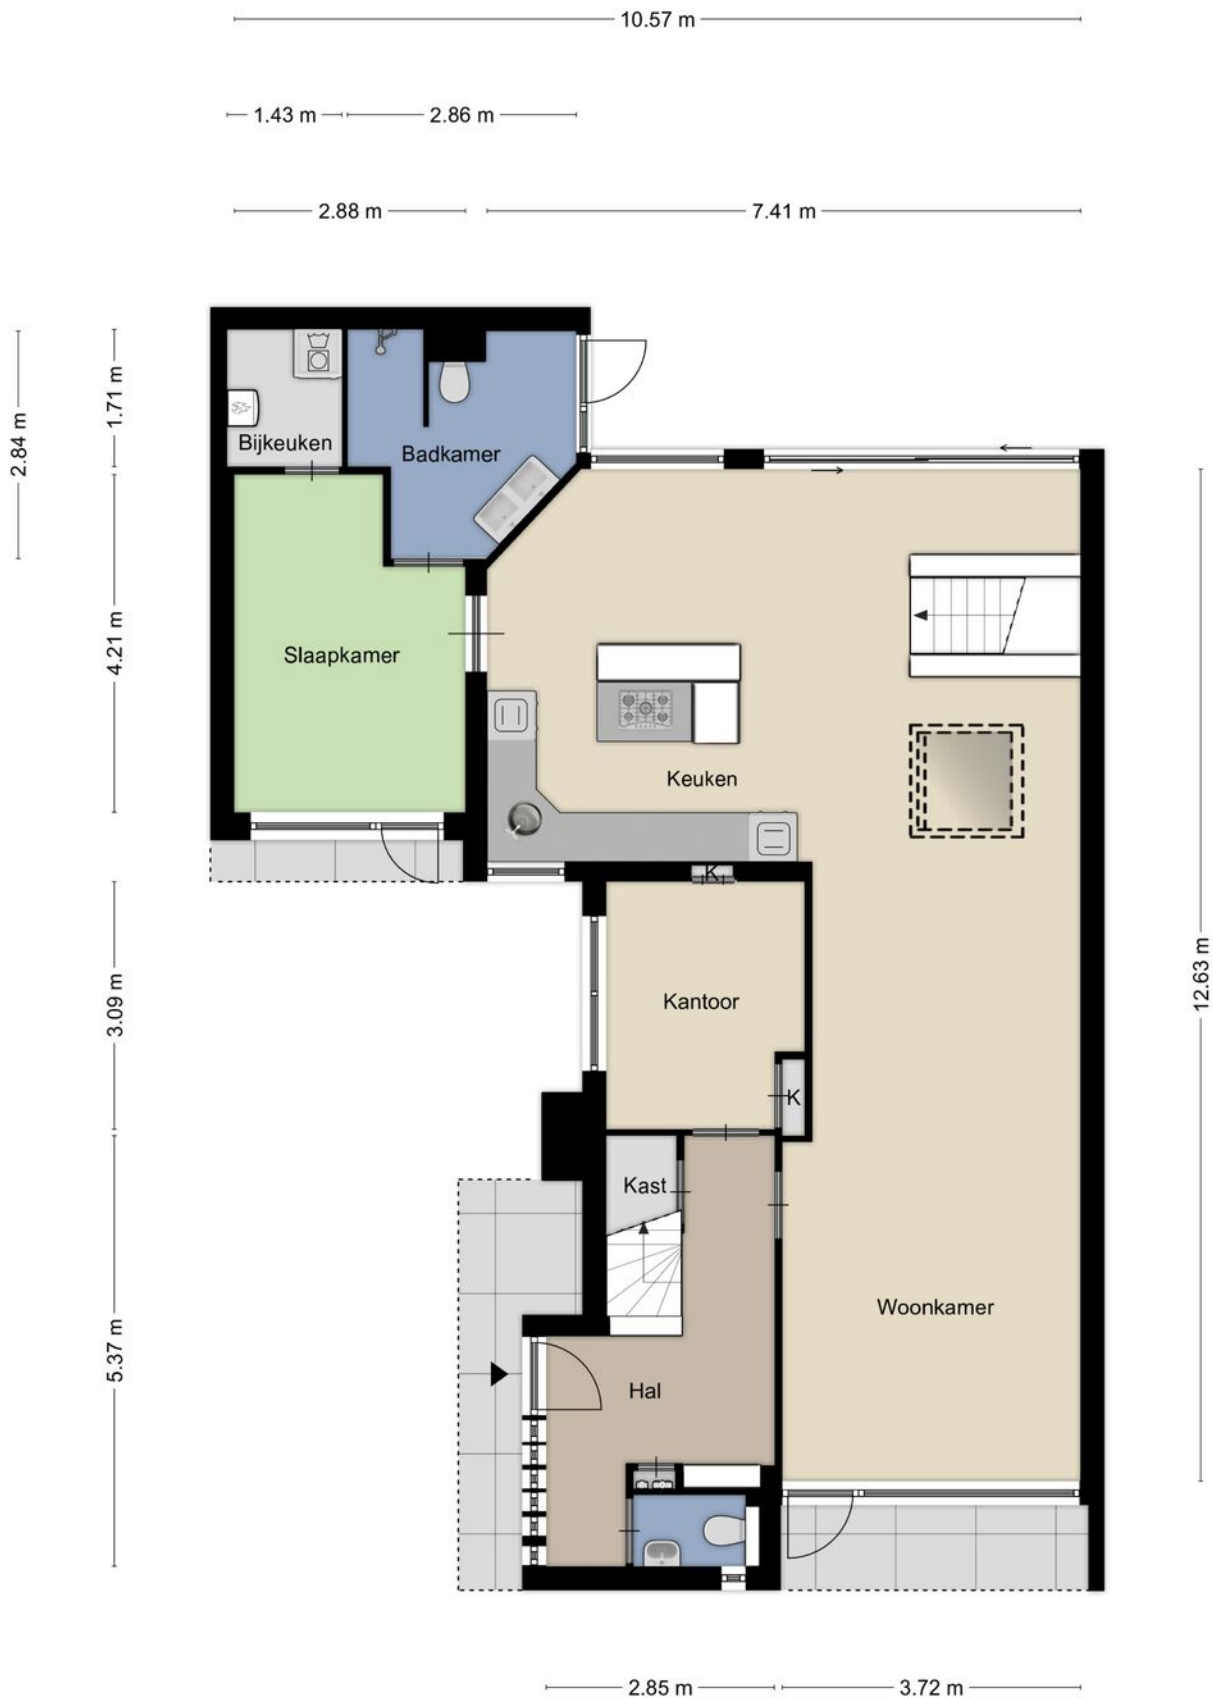 10.57 m
1.43 m
2.86 m
2.88 m
7.41 m
2.84 m
1.71 m
4.21 m
3.09 m
5.37 m
12.63 m
Bijkeuken
Badkamer
Slaapkamer
Keuken
K
Kantoor
K
Kast
Woonkamer
Hal
2.85 m
3.72 m